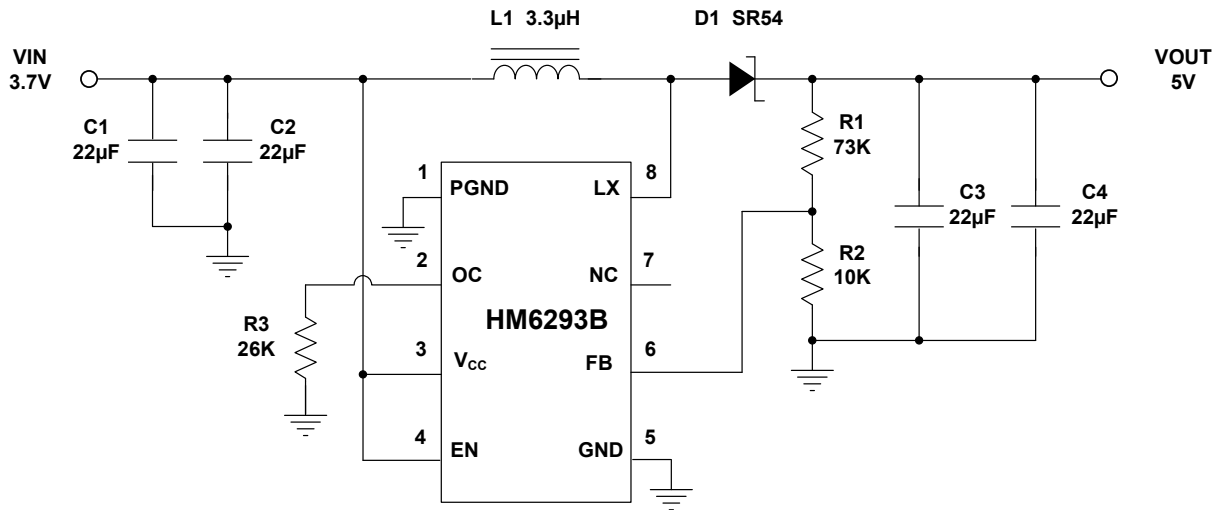 L1 3.3µH
D1 SR54
VIN
3.7V
VOUT
5V
C1
22µF
C2
22µF
R1
73K
C3
22µF
C4
22µF
1
PGND
LX
8
2
OC
NC
7
R2
10K
HM6293B
R3
26K
3
VCC
FB
6
4
EN
GND
5